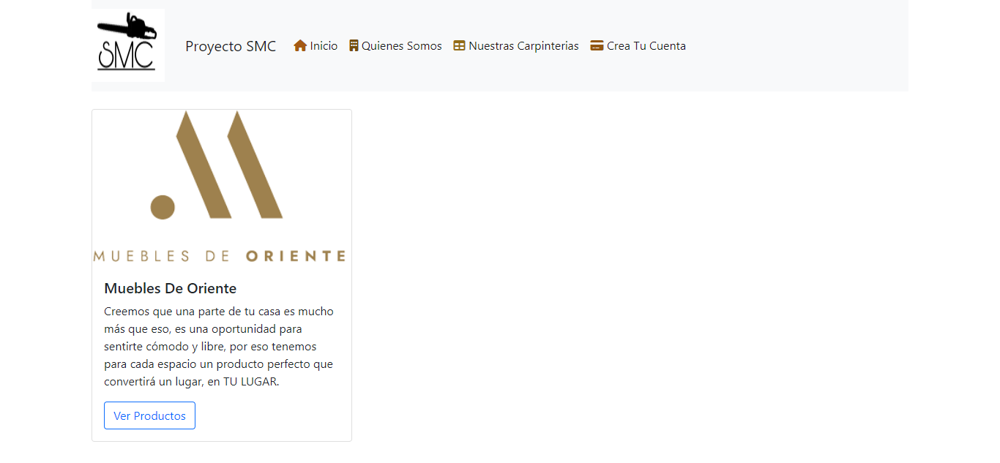 SMC
Proyecto SMC Inicio Quienes Somos Nuestras Carpinterias Crea Tu Cuenta
MUEBLES DE ORIENTE
Muebles De Oriente
Creemos que una parte de tu casa es mucho
más que eso, es una oportunidad para
sentirte cómodo y libre, por eso tenemos
para cada espacio un producto perfecto que
convertirá un lugar, en TU LUGAR.
Ver Productos